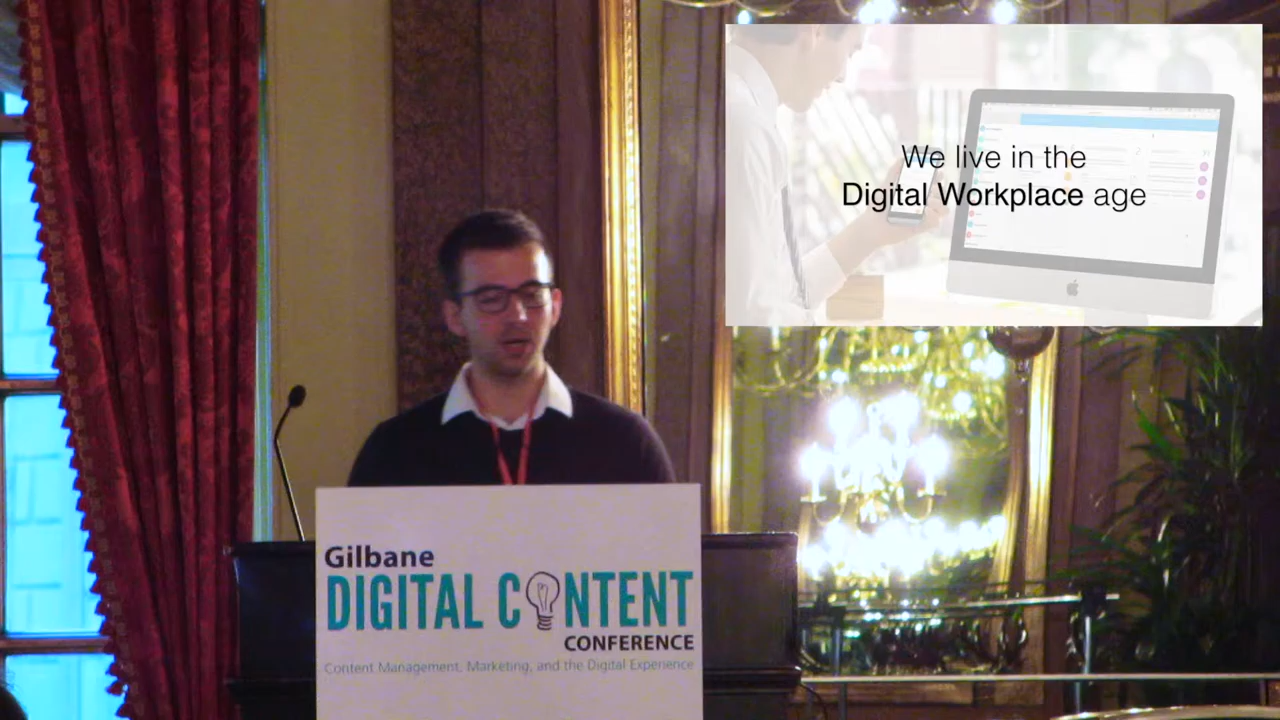 We live in the
Digital Workplace age
Gilbane
DIGITAL CONTENT
CONFERENCE
Content Management, Marketing, and the Digital Experience